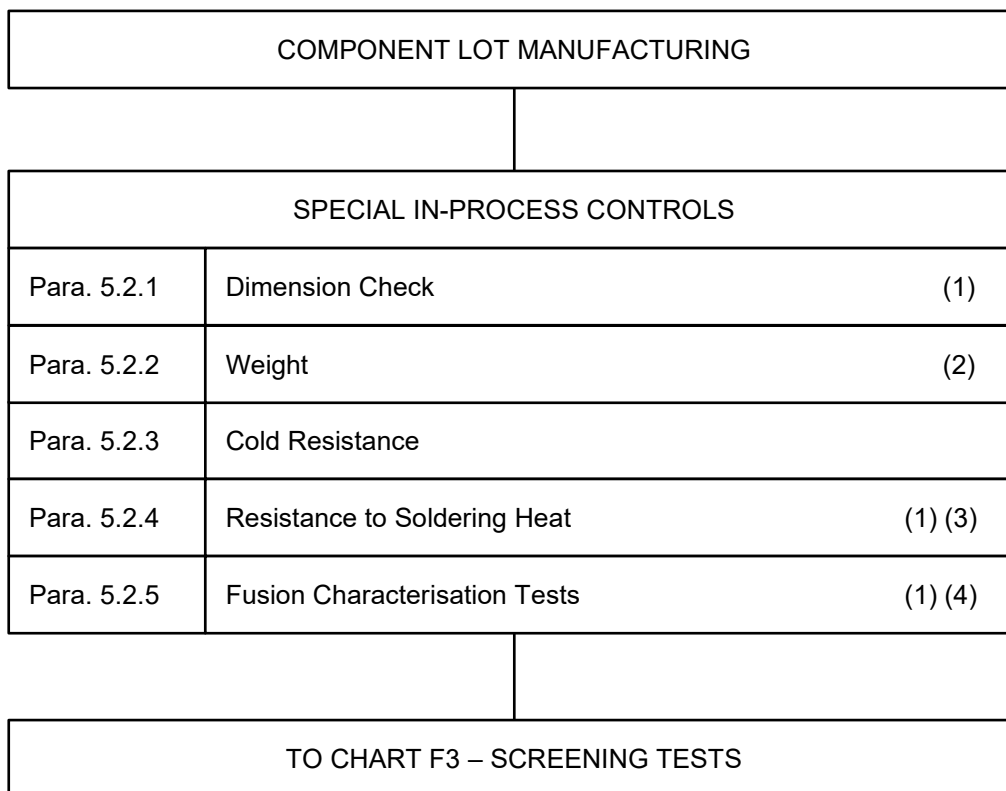 COMPONENT LOT MANUFACTURING
SPECIAL IN-PROCESS CONTROLS
Para. 5.2.1 Dimension Check (1)
Para. 5.2.2 Weight (2)
Para. 5.2.3 Cold Resistance
Para. 5.2.4 Resistance to Soldering Heat (1) (3)
Para. 5.2.5 Fusion Characterisation Tests (1) (4)
TO CHART F3 – SCREENING TESTS